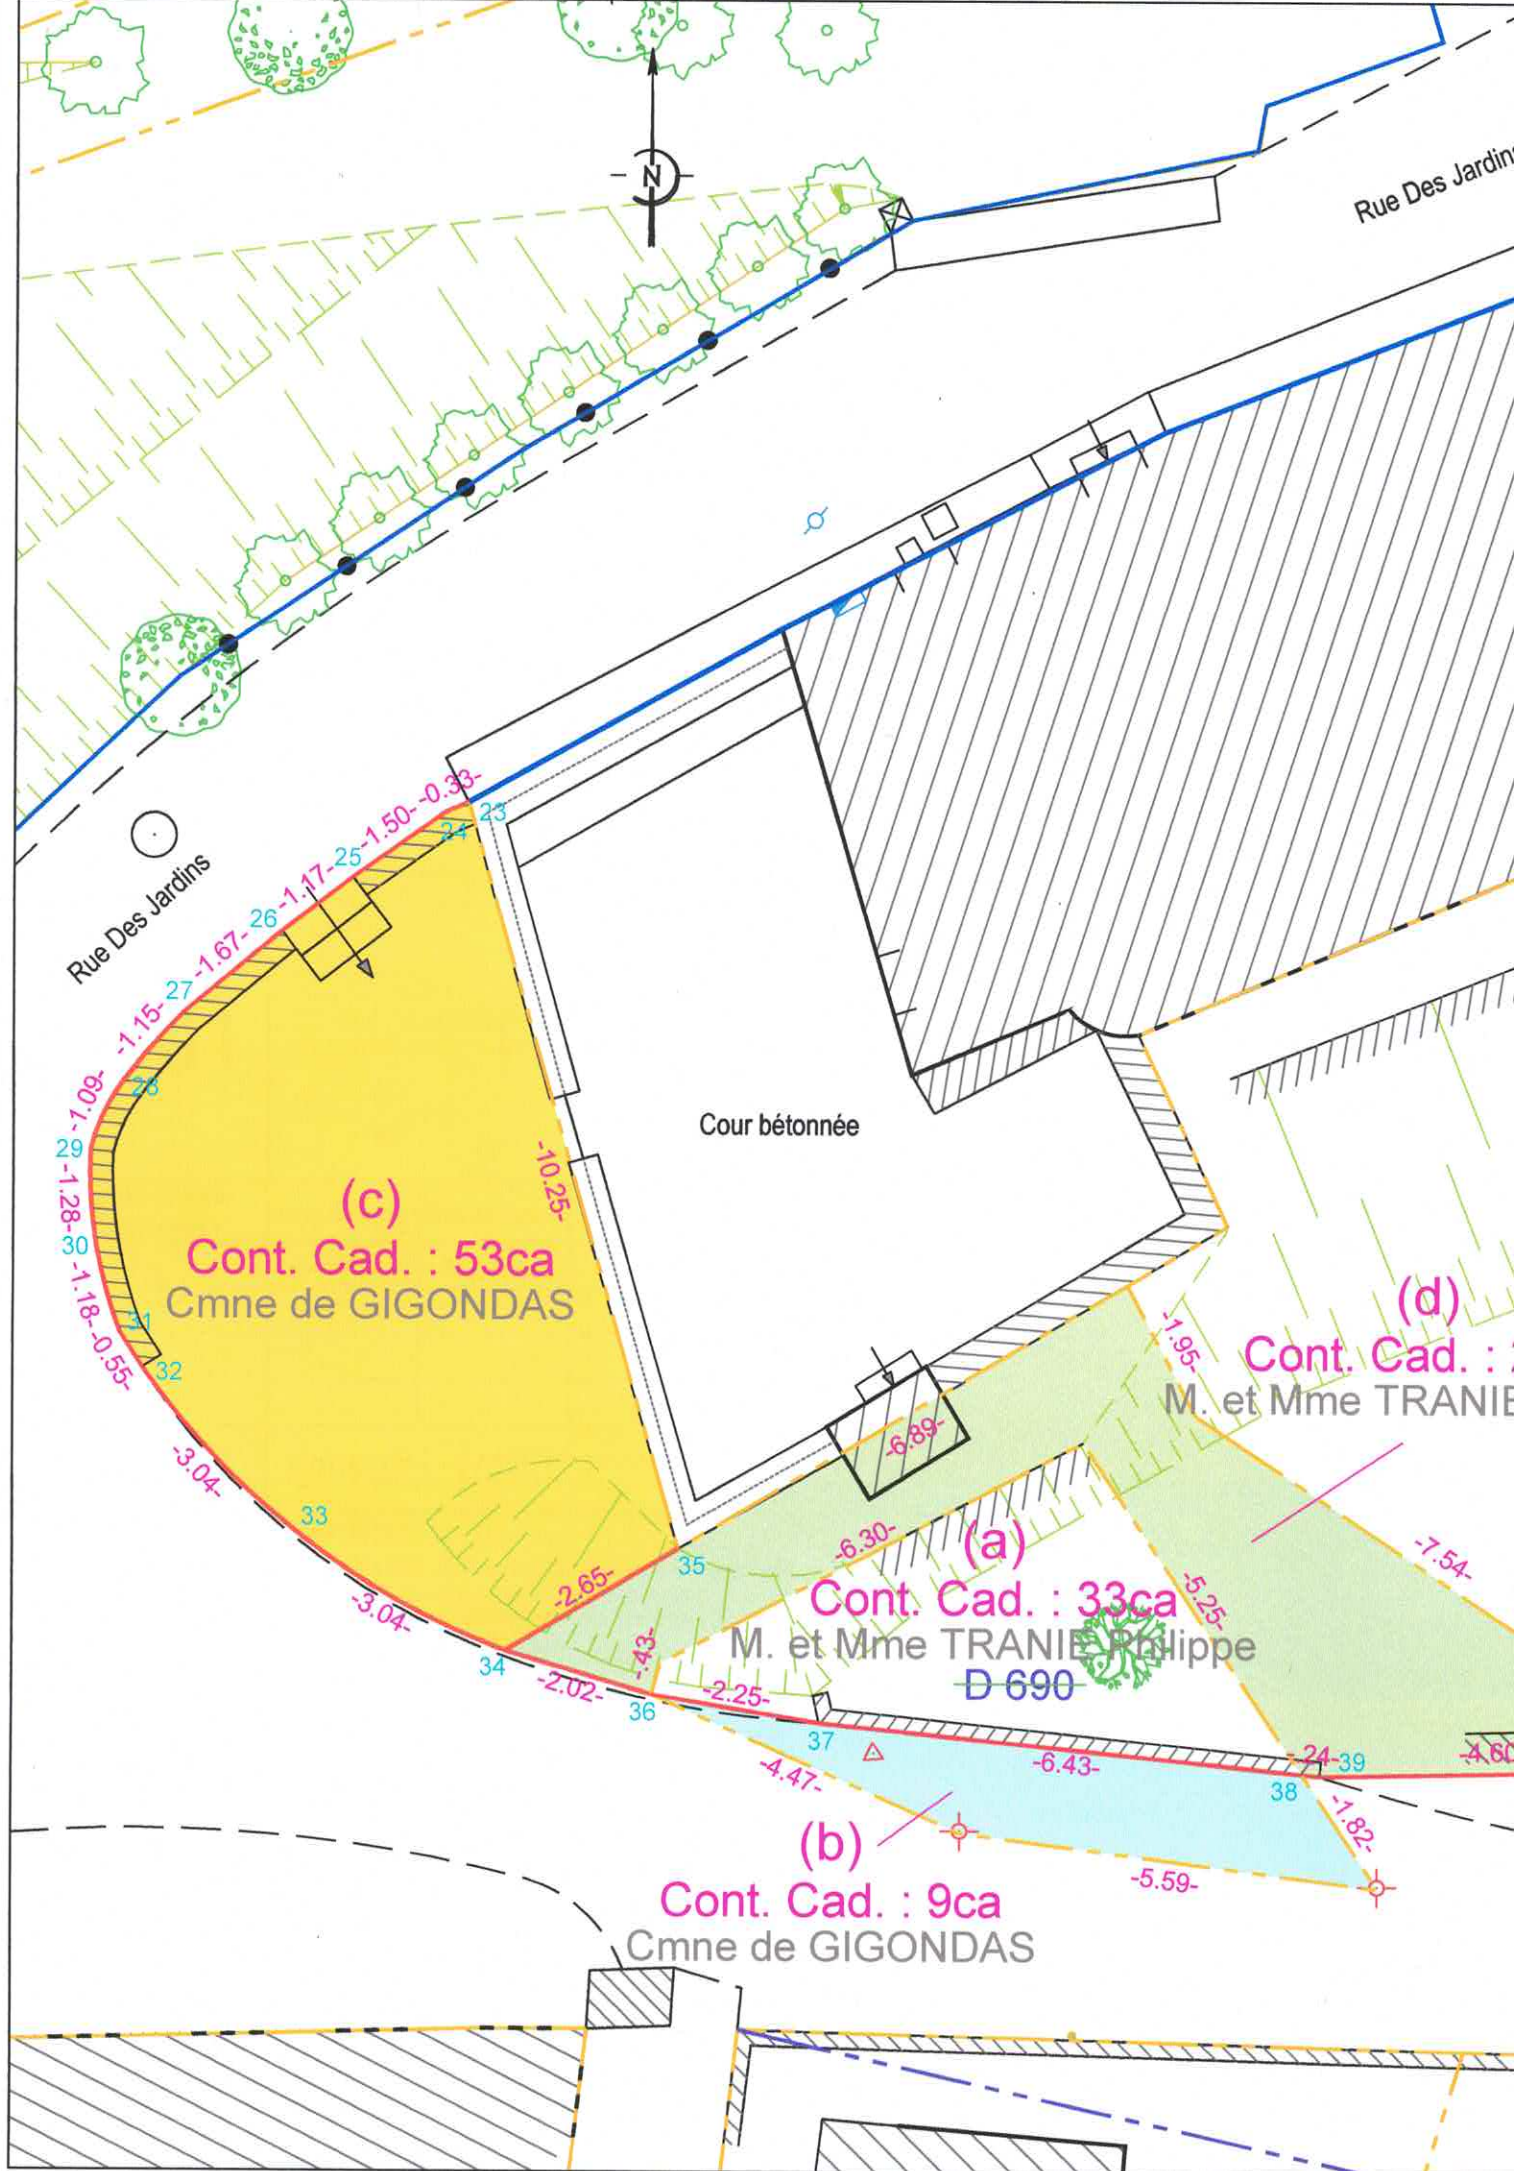 N
Rue Des Jardins
-0.33-
23
24
-1.50-
25
-1.17-
26
-1.67-
Rue Des Jardins
27
-1.15-
28
-1.09-
29
-1.28-
30
-1.18-
31
-0.55-
32
-10.25-
Cour bétonnée
(c)
Cont. Cad. : 53ca
Cmne de GIGONDAS
(d)
Cont. Cad. :
M. et Mme TRANIE
-1.95-
-6.89-
-3.04-
33
-3.04-
-2.65-
35
-6.30-
(a)
Cont. Cad. : 33ca
M. et Mme TRANIE Philippe
D 690
-5.25-
-7.54-
34
-2.02-
-.43-
36
-2.25-
37
-6.43-
-.24-
39
38
-4.60
-1.82-
-4.47-
-5.59-
(b)
Cont. Cad. : 9ca
Cmne de GIGONDAS